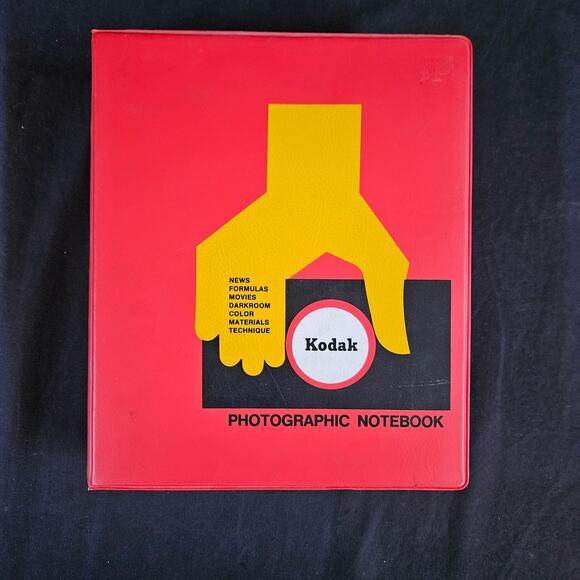 NEWS
FORMULAS
MOVIES
DARKROOM
COLOR
MATERIALS
TECHNIQUE
Kodak
PHOTOGRAPHIC NOTEBOOK